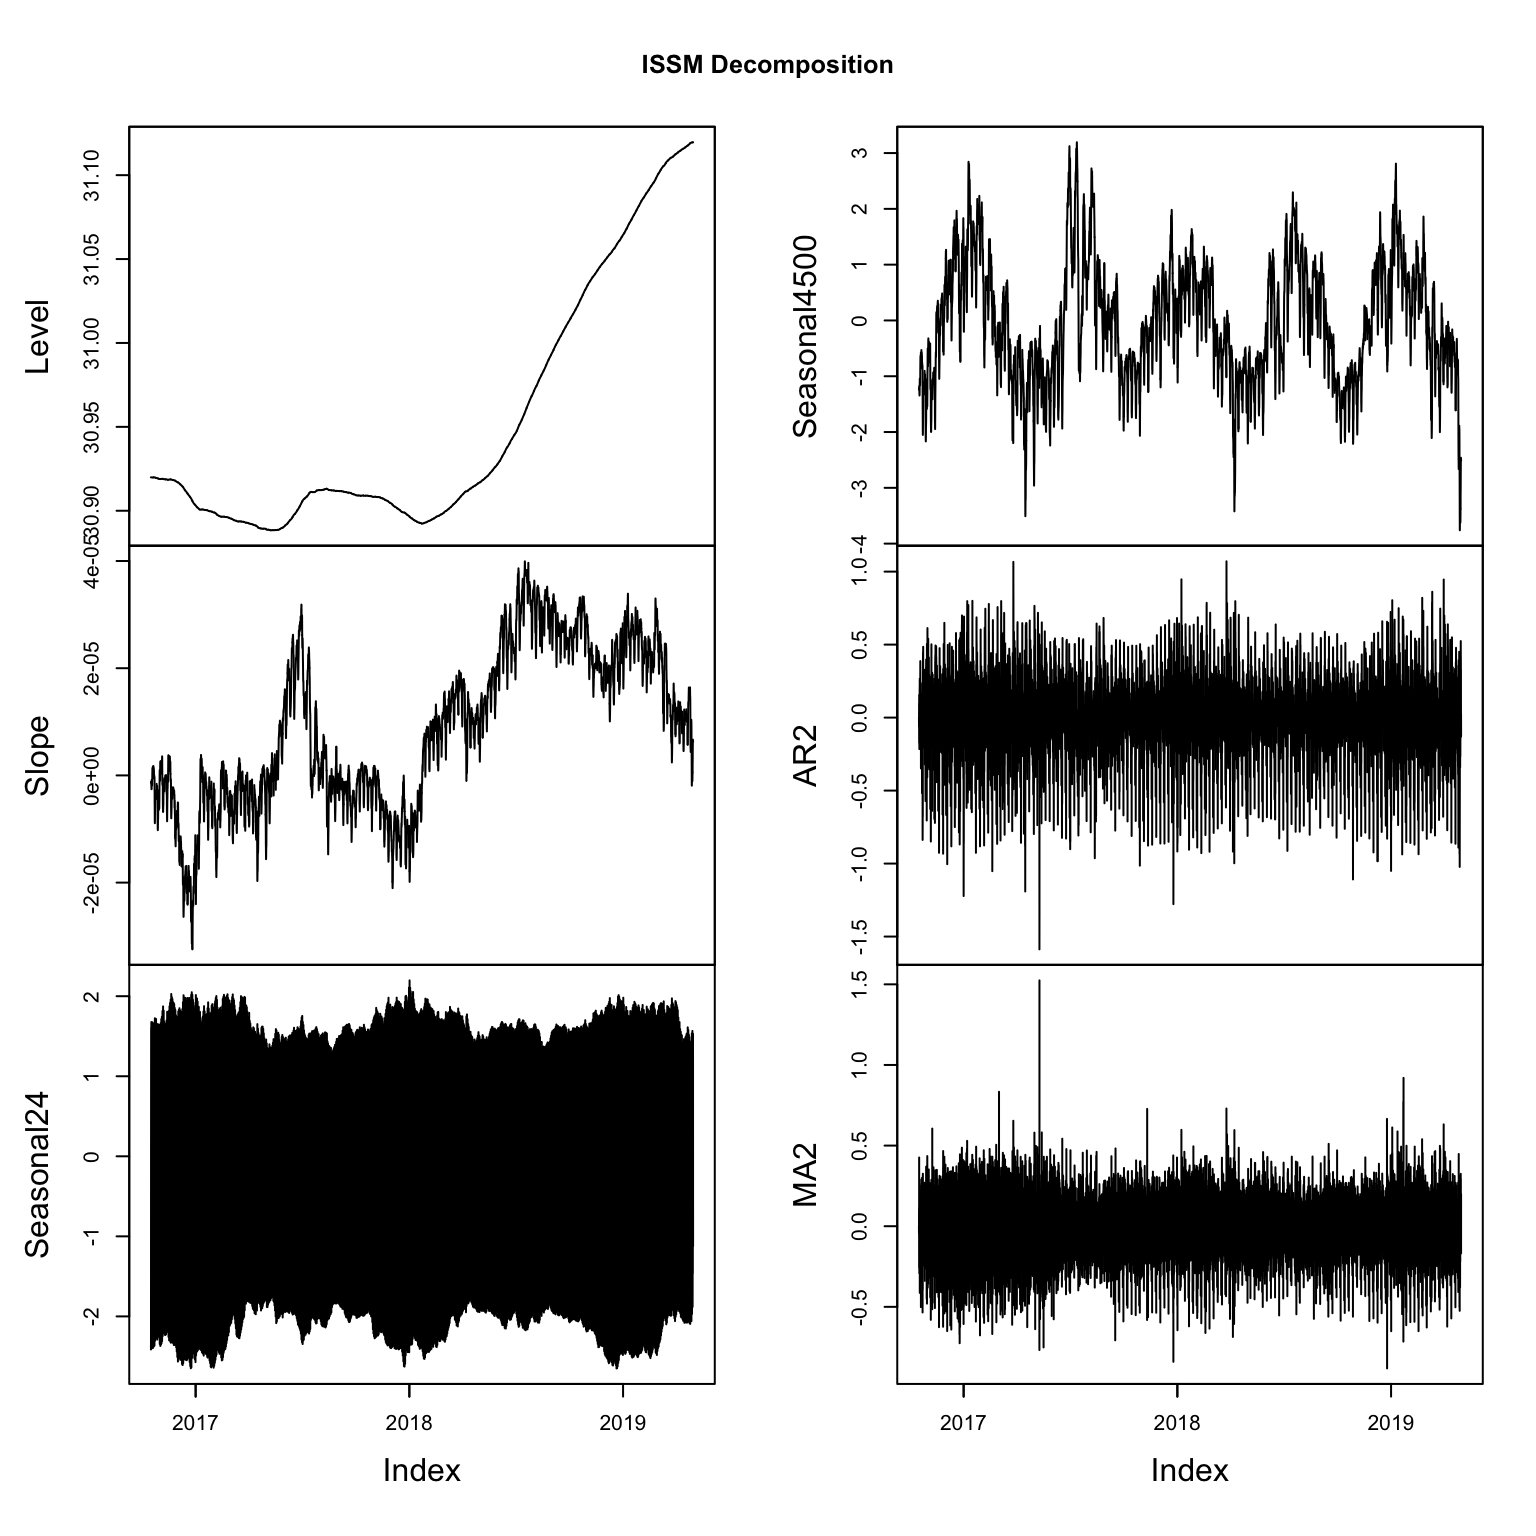 ISSM Decomposition
Level
30.90 30.95 31.00 31.05 31.10
Slope
-2e-05 0e+00 2e-05 4e-05
Seasonal24
-2 -1 0 1 2
2017 2018 2019
Index
Seasonal4500
-4 -3 -2 -1 0 1 2 3
AR2
-1.5 -1.0 -0.5 0.0 0.5 1.0
MA2
-0.5 0.0 0.5 1.0 1.5
2017 2018 2019
Index